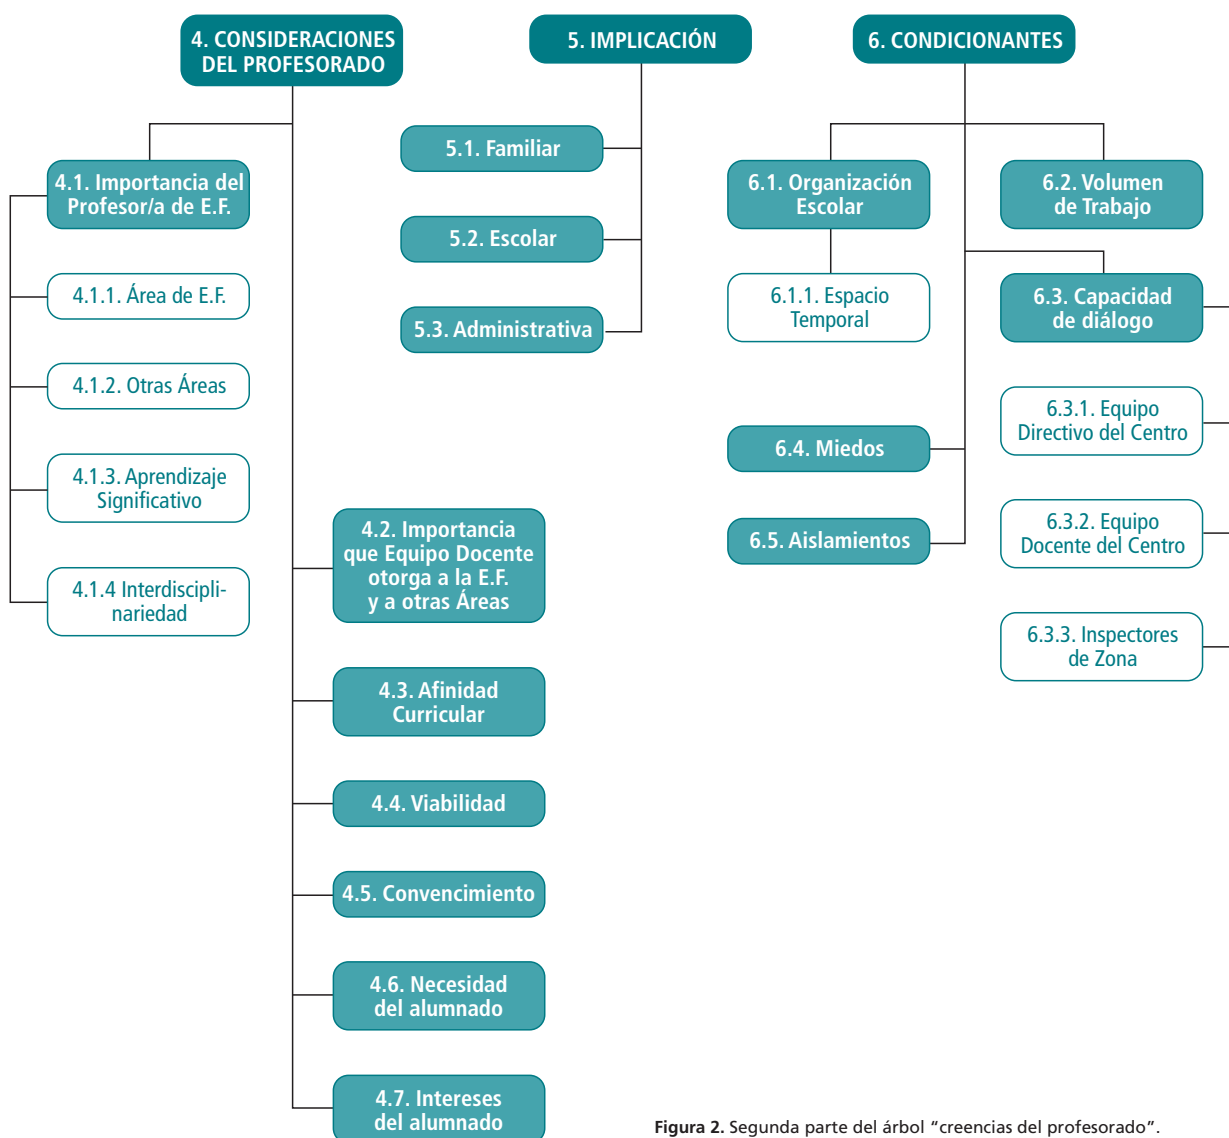 4. CONSIDERACIONES
DEL PROFESORADO
4.1. Importancia del
Profesor/a de E.F.
4.1.1. Área de E.F.
4.1.2. Otras Áreas
4.1.3. Aprendizaje
Significativo
4.1.4 Interdiscipli-
nariedad
4.2. Importancia
que Equipo Docente
otorga a la E.F.
y a otras Áreas
4.3. Afinidad
Curricular
4.4. Viabilidad
4.5. Convencimiento
4.6. Necesidad
del alumnado
4.7. Intereses
del alumnado
5. IMPLICACIÓN
5.1. Familiar
5.2. Escolar
5.3. Administrativa
6. CONDICIONANTES
6.1. Organización
Escolar
6.1.1. Espacio
Temporal
6.2. Volumen
de Trabajo
6.3. Capacidad
de diálogo
6.3.1. Equipo
Directivo del Centro
6.3.2. Equipo
Docente del Centro
6.3.3. Inspectores
de Zona
6.4. Miedos
6.5. Aislamientos
Figura 2. Segunda parte del árbol “creencias del profesorado”.